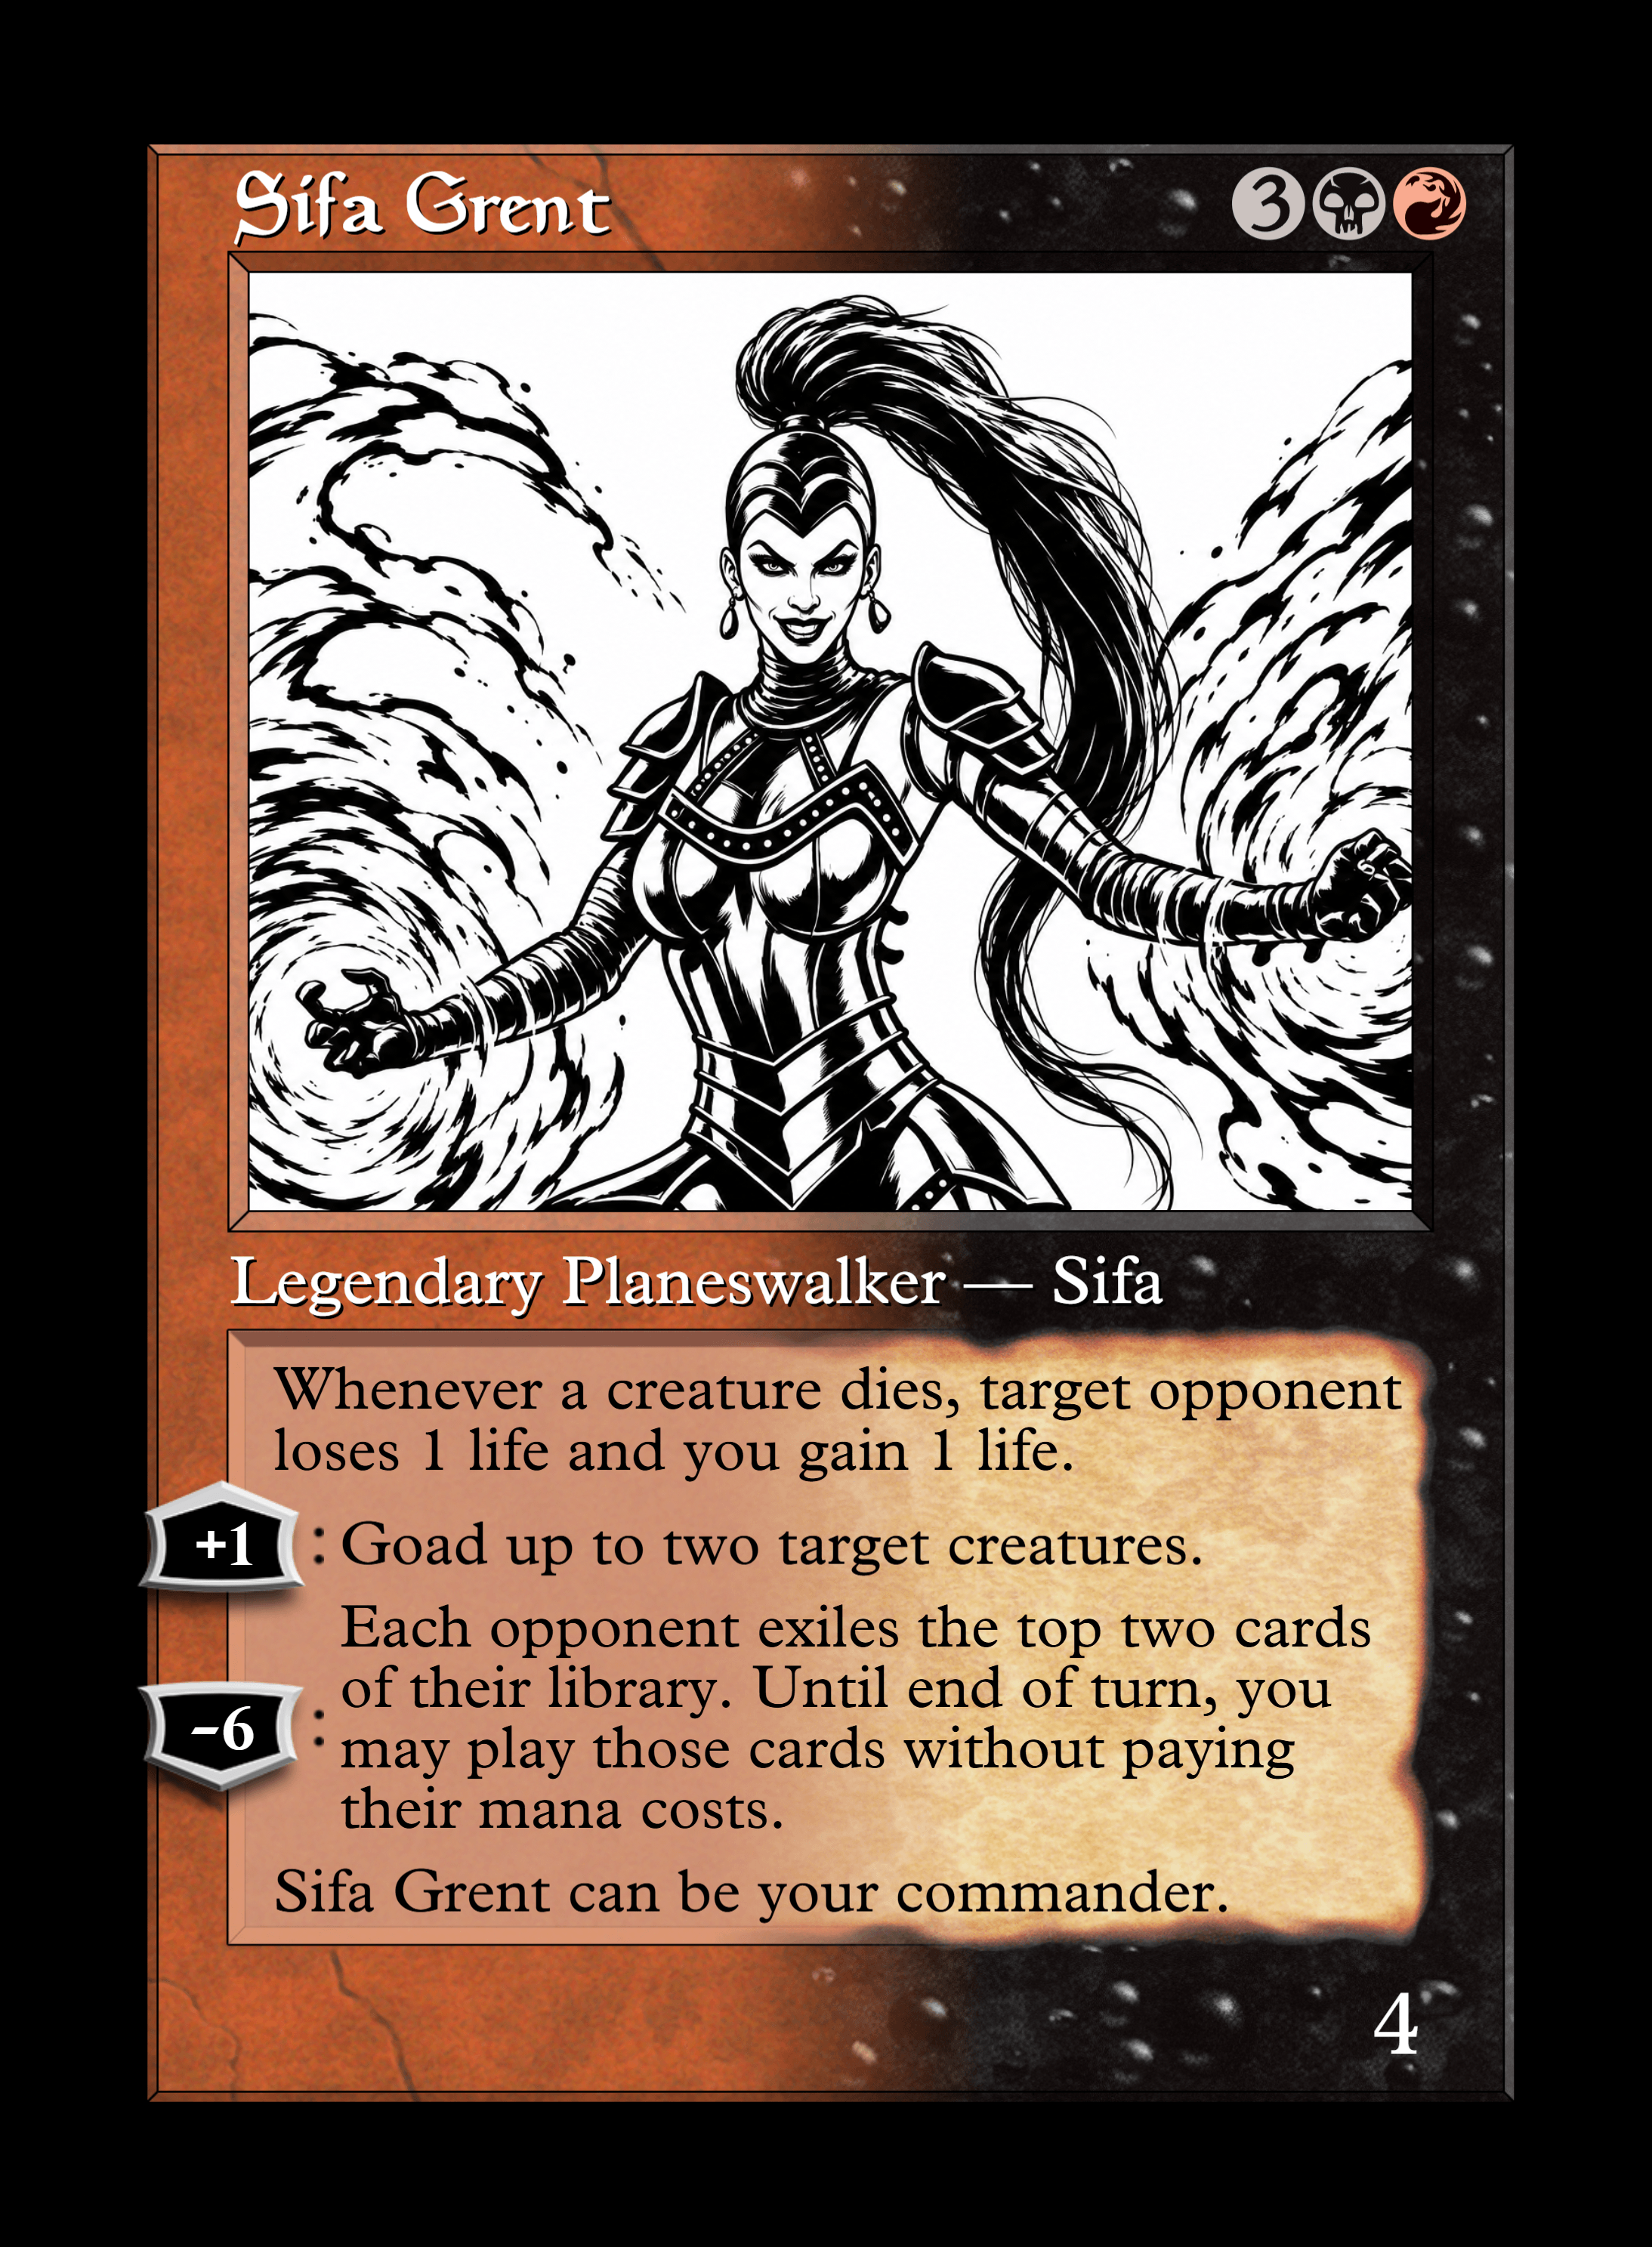 Sifa Grent
3
Legendary Planeswalker — Sifa
Whenever a creature dies, target opponent
loses 1 life and you gain 1 life.
+1 : Goad up to two target creatures.
Each opponent exiles the top two cards
of their library. Until end of turn, you
-6 : may play those cards without paying
their mana costs.
Sifa Grent can be your commander.
4